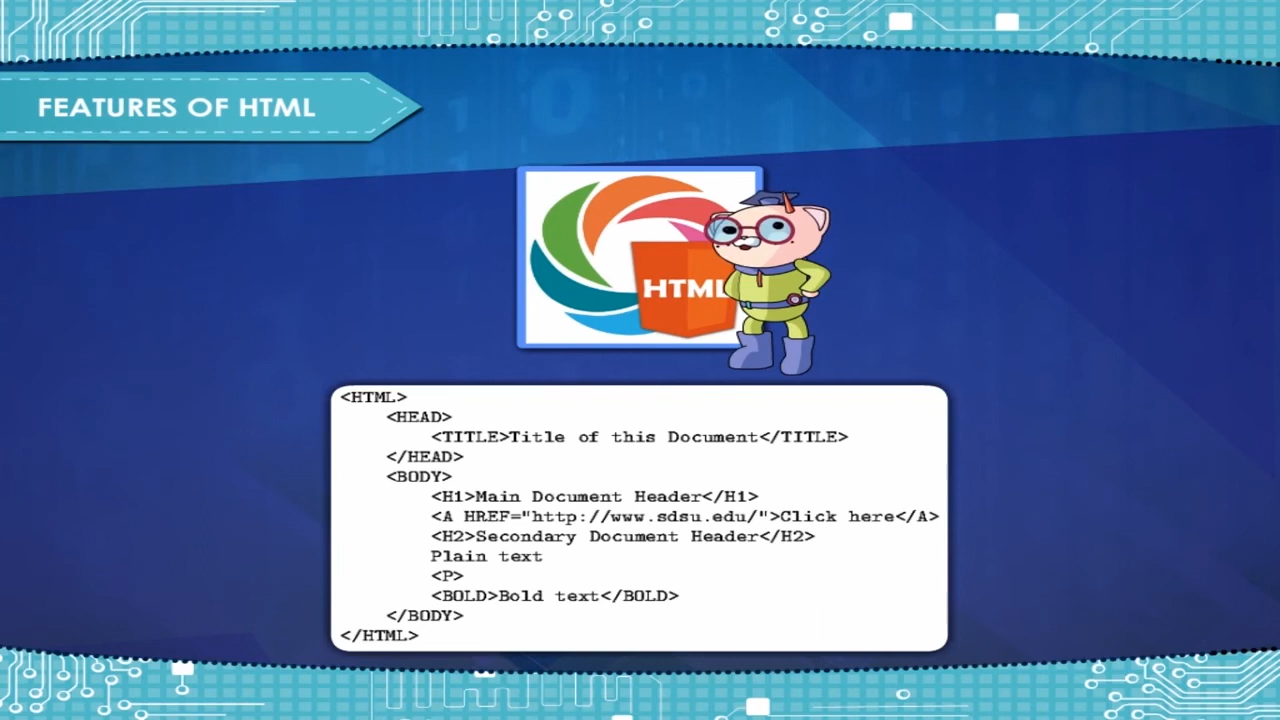 FEATURES OF HTML
HTML
<HTML>
<HEAD>
<TITLE>Title of this Document</TITLE>
</HEAD>
<BODY>
<H1>Main Document Header</H1>
<A HREF="http://www.sdsu.edu/">Click here</A>
<H2>Secondary Document Header</H2>
Plain text
<P>
<BOLD>Bold text</BOLD>
</BODY>
</HTML>